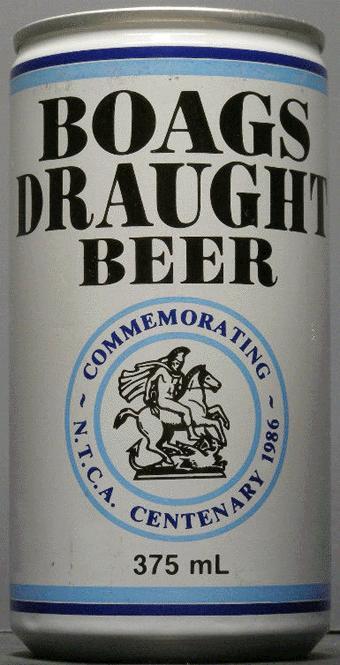 BOAGS
DRAUGHT
BEER
~ COMMEMORATING ~
N.T.C.A. CENTENARY 1986
375 mL